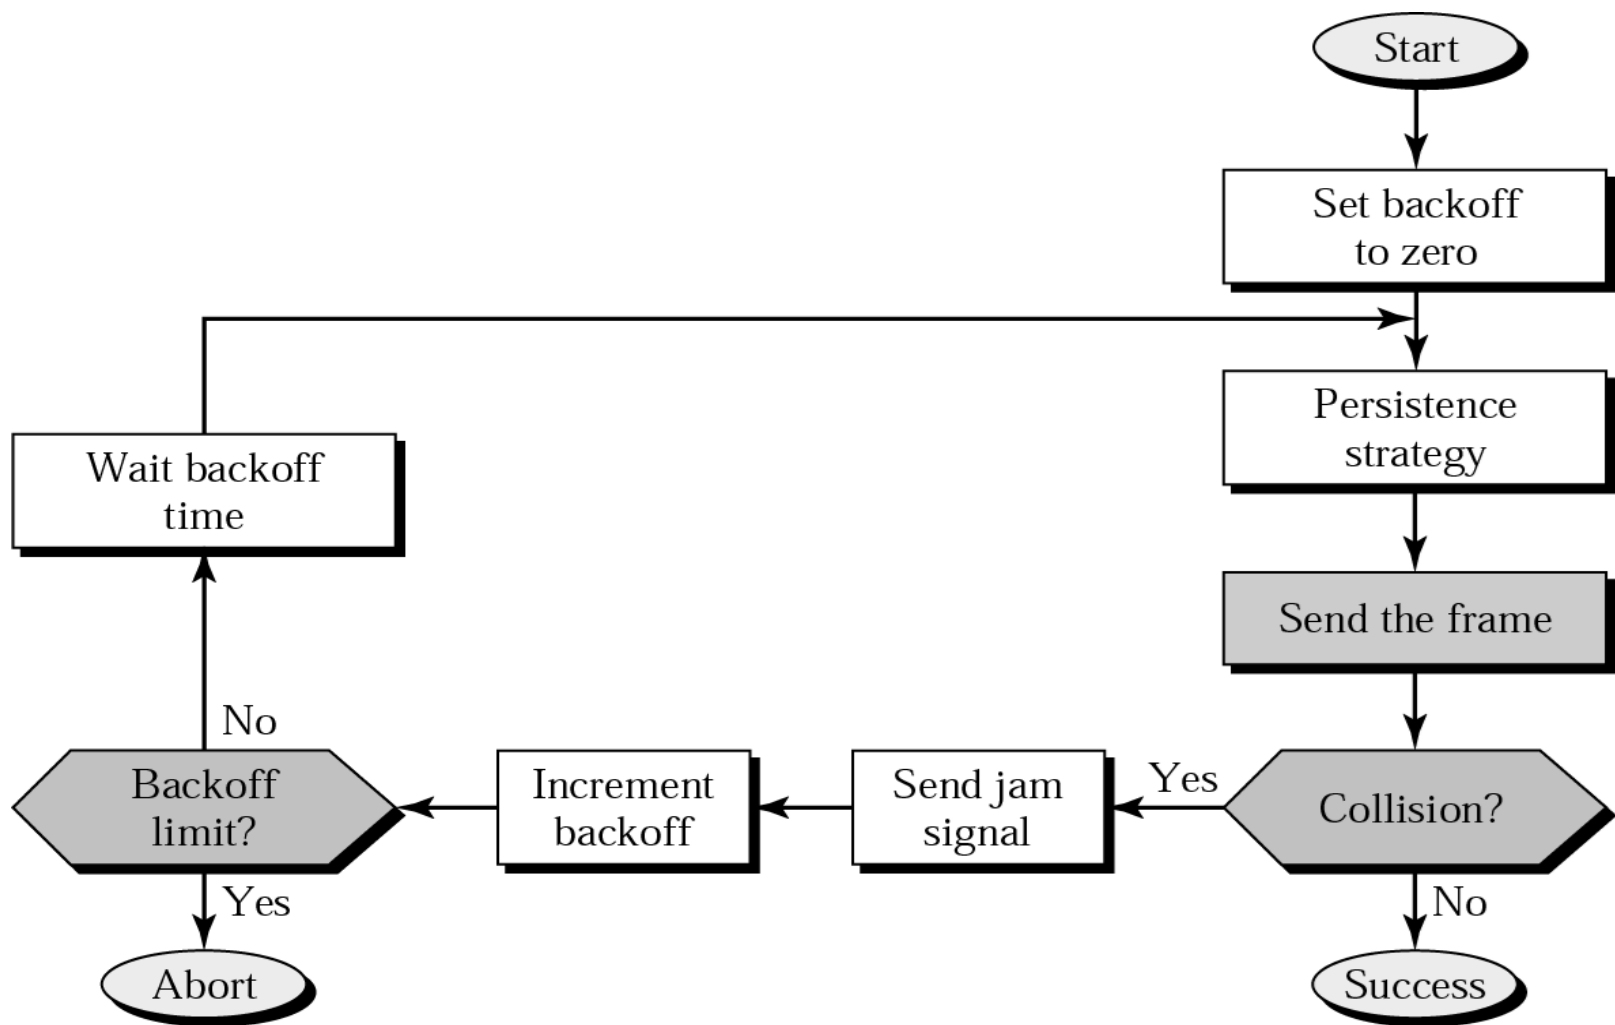 Start
Set backoff
to zero
Persistence
strategy
Wait backoff
time
Send the frame
No
Backoff
limit?
Increment
backoff
Send jam
signal
Yes
Collision?
Yes
No
Abort
Success